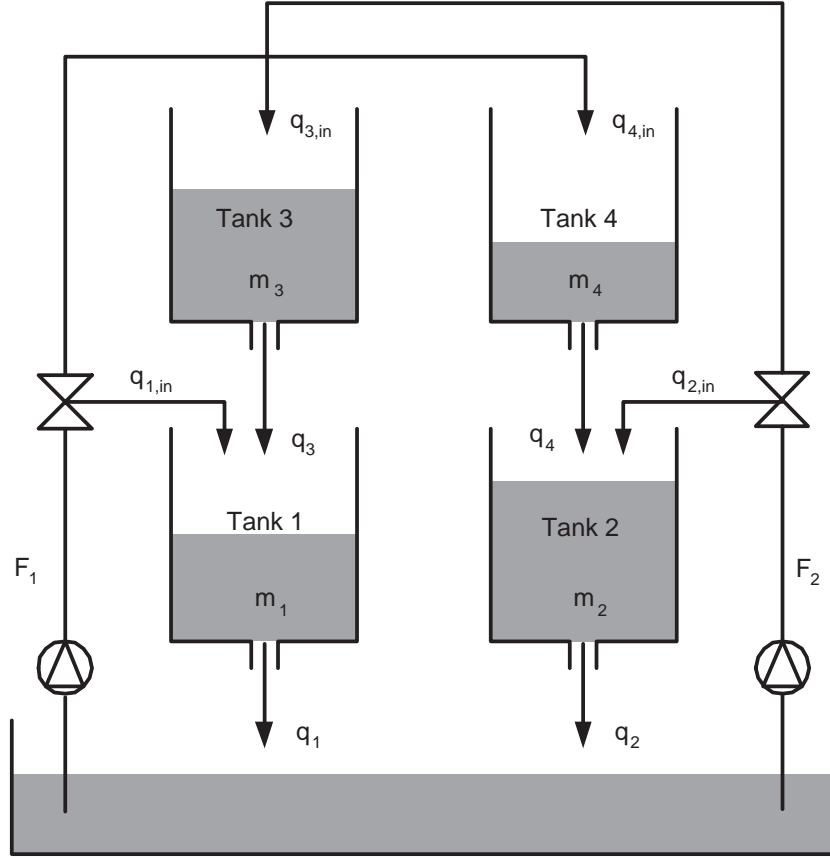 q3,in
q4,in
Tank 3
Tank 4
m3
m4
q1,in
q2,in
q3
q4
Tank 1
Tank 2
F1
F2
m1
m2
q1
q2